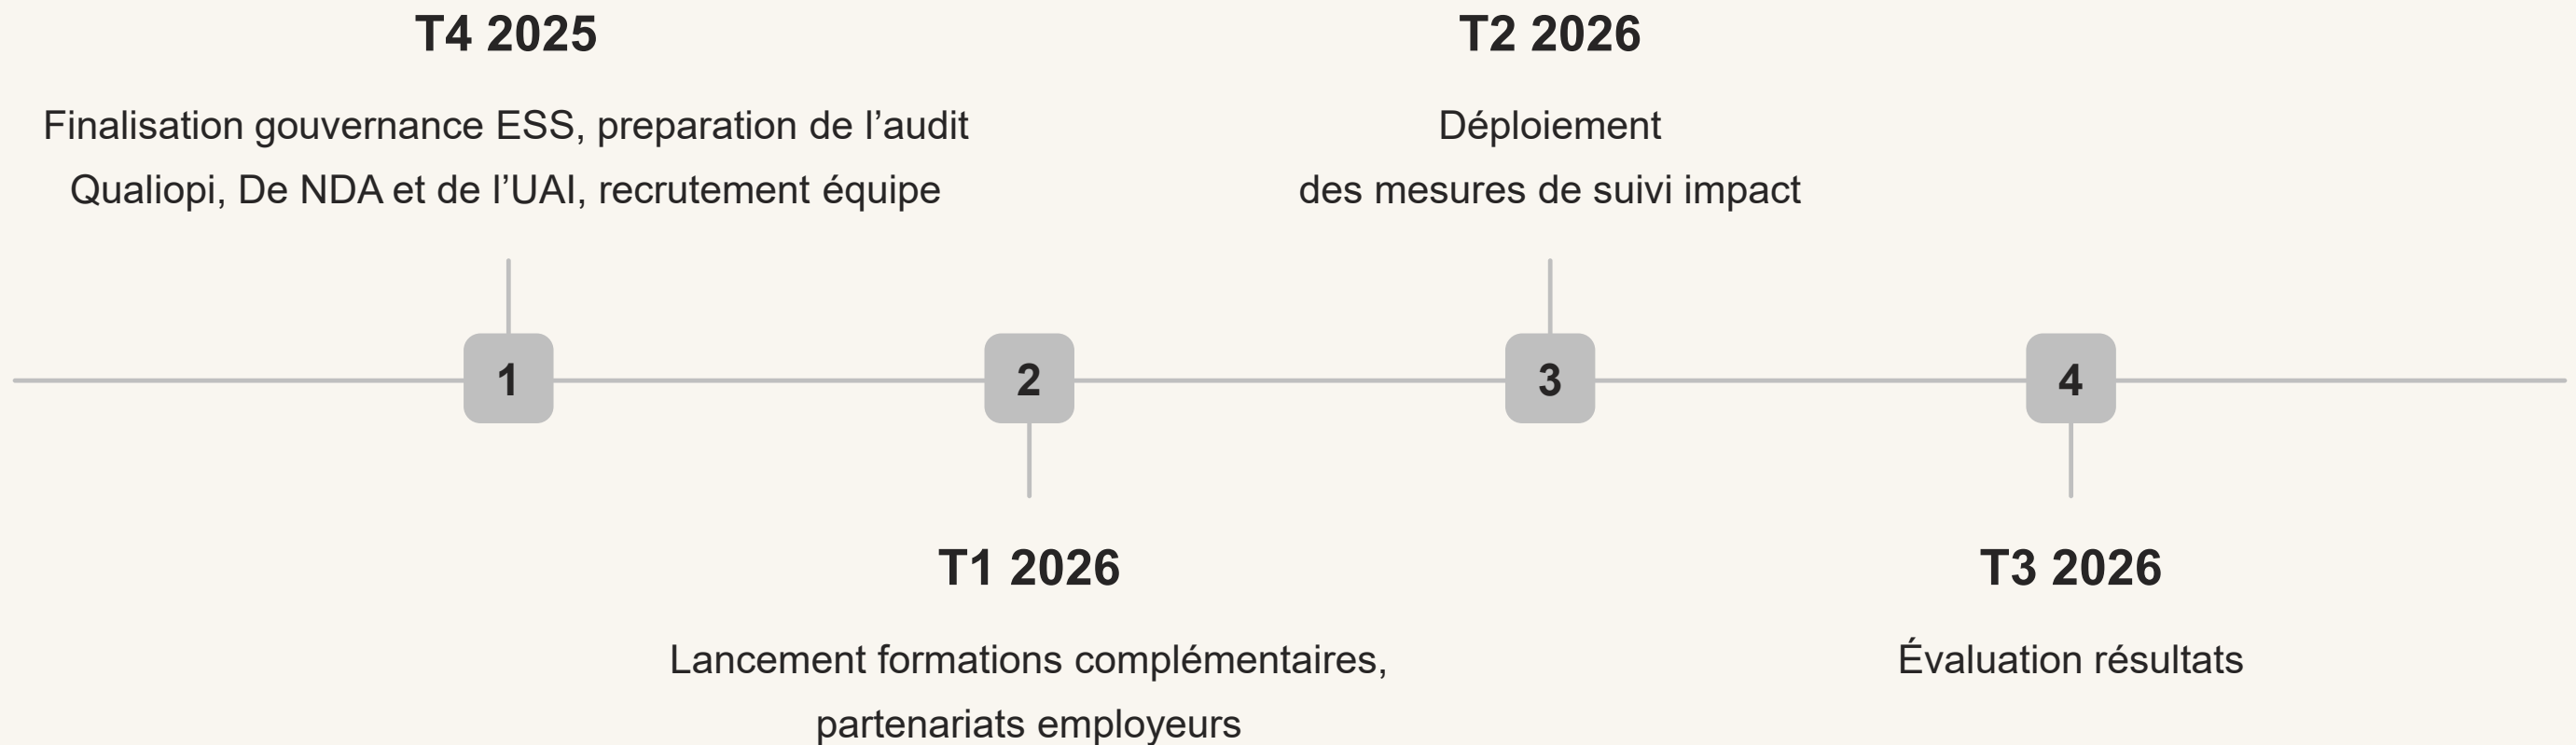 T4 2025
Finalisation gouvernance ESS, preparation de l’audit
Qualiopi, De NDA et de l’UAI, recrutement équipe
T2 2026
Déploiement
des mesures de suivi impact
1
2
3
4
T1 2026
Lancement formations complémentaires,
partenariats employeurs
T3 2026
Évaluation résultats